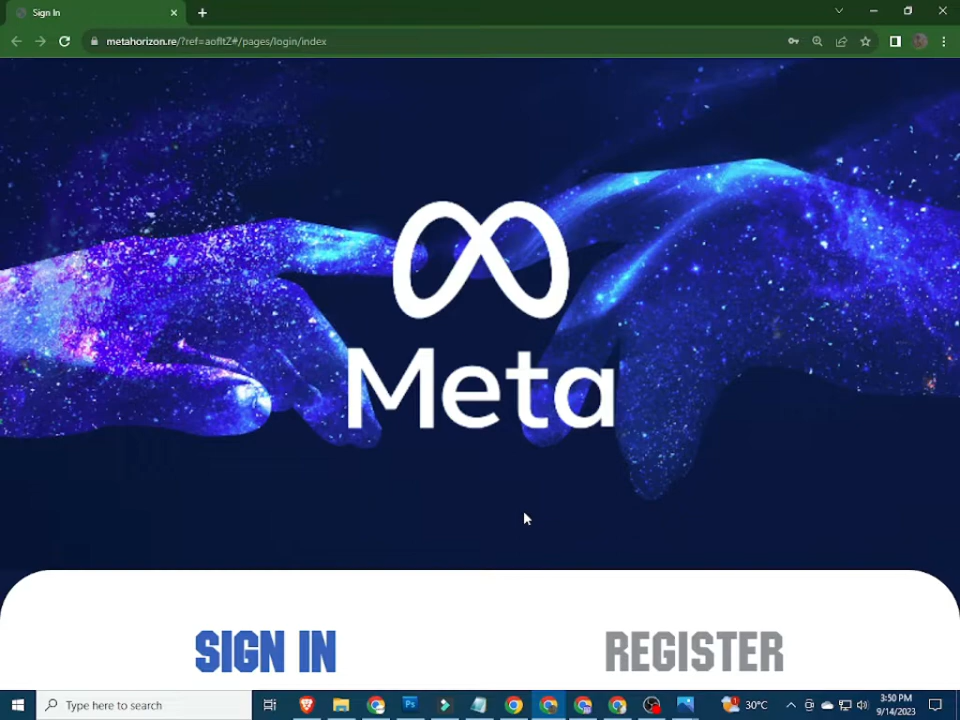 Sign In
metahorizon.re/?ref=aofltZ#/pages/login/index
Meta
SIGN IN
REGISTER
Type here to search
30°C
3:50 PM
9/14/2023